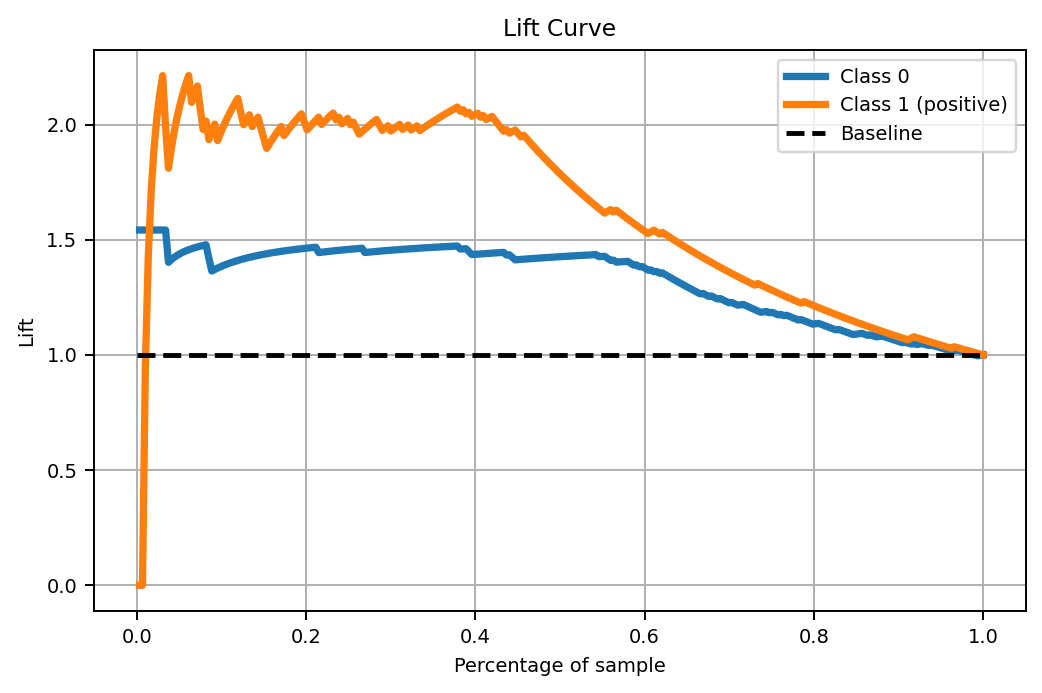 Lift Curve
Class 0
Class 1 (positive)
Baseline
2.0
1.5
1.0
0.5
0.0
Lift
0.0 0.2 0.4 0.6 0.8 1.0
Percentage of sample